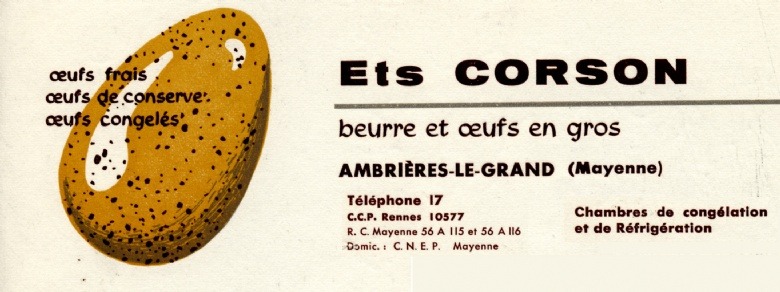 œufs frais
œufs de conserve
œufs congelés
Ets CORSON
beurre et œufs en gros
AMBRIÈRES-LE-GRAND (Mayenne)
Téléphone 17
C.C.P. Rennes 10577
R. C. Mayenne 56 A 115 et 56 A 116
Domic. : C. N. E. P. Mayenne
Chambres de congélation
et de Réfrigération